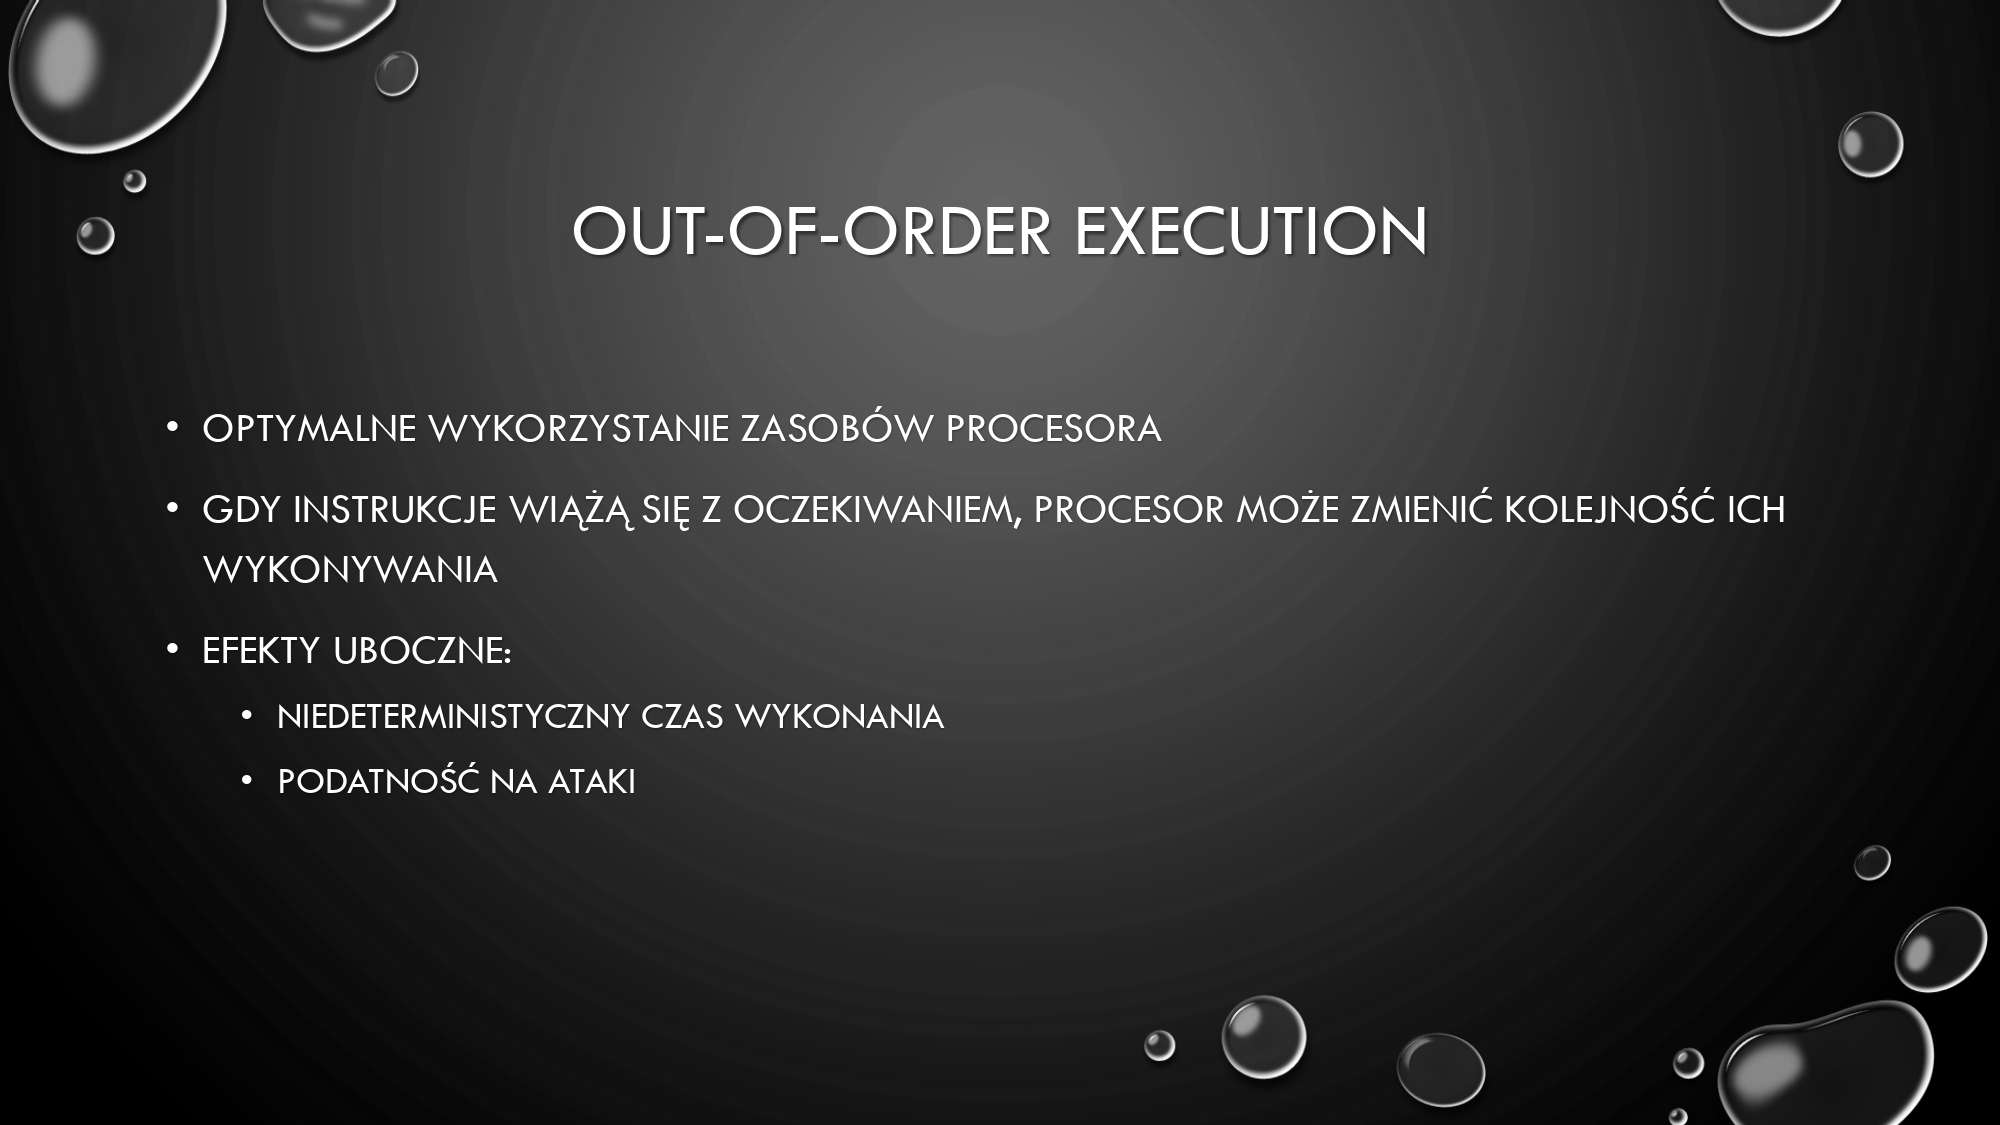 OUT-OF-ORDER EXECUTION
• OPTYMALNE WYKORZYSTANIE ZASOBÓW PROCESORA
• GDY INSTRUKCJE WIĄŻĄ SIĘ Z OCZEKIWANIEM, PROCESOR MOŻE ZMIENIĆ KOLEJNOŚĆ ICH
WYKONYWANIA
• EFEKTY UBOCZNE:
• NIEDETERMINISTYCZNY CZAS WYKONANIA
• PODATNOŚĆ NA ATAKI